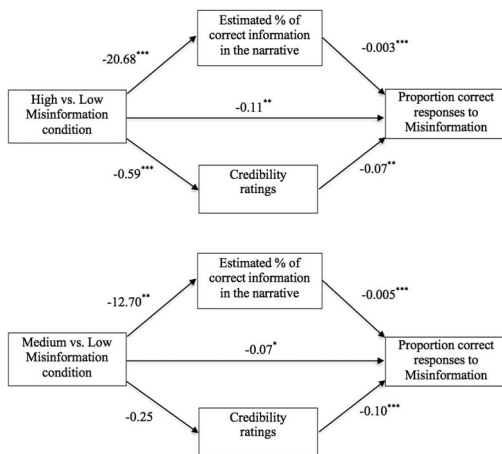 Estimated % of
correct information
in the narrative
-20.68***
-0.003***
High vs. Low
Misinformation
condition
-0.11**
Proportion correct
responses to
Misinformation
-0.59***
-0.07**
Credibility
ratings
Estimated % of
correct information
in the narrative
-12.70**
-0.005***
Medium vs. Low
Misinformation
condition
-0.07*
Proportion correct
responses to
Misinformation
-0.25
-0.10***
Credibility
ratings